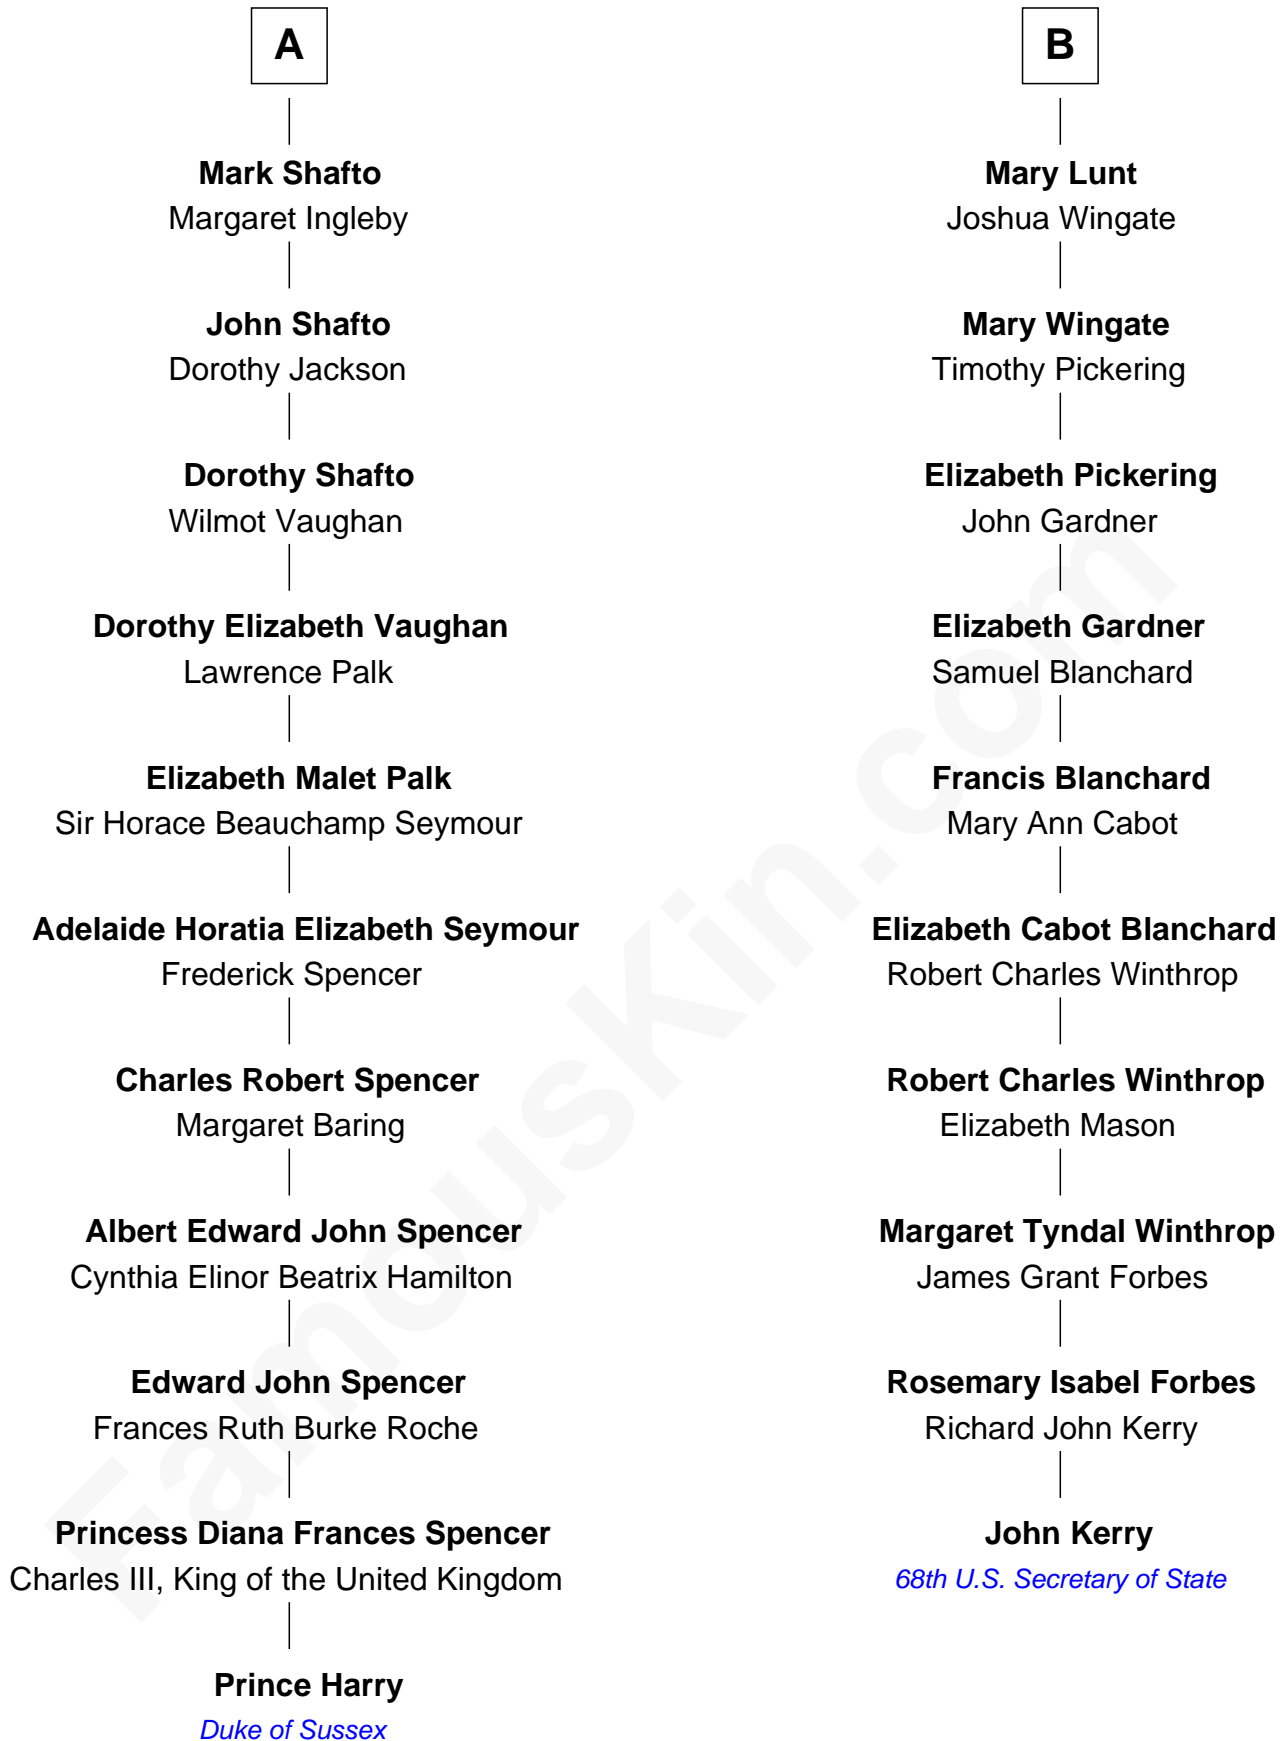 A
Mark Shafto
Margaret Ingleby
John Shafto
Dorothy Jackson
Dorothy Shafto
Wilmot Vaughan
Dorothy Elizabeth Vaughan
Lawrence Palk
Elizabeth Malet Palk
Sir Horace Beauchamp Seymour
Adelaide Horatia Elizabeth Seymour
Frederick Spencer
Charles Robert Spencer
Margaret Baring
Albert Edward John Spencer
Cynthia Elinor Beatrix Hamilton
Edward John Spencer
Frances Ruth Burke Roche
Princess Diana Frances Spencer
Charles III, King of the United Kingdom
Prince Harry
Duke of Sussex
B
Mary Lunt
Joshua Wingate
Mary Wingate
Timothy Pickering
Elizabeth Pickering
John Gardner
Elizabeth Gardner
Samuel Blanchard
Francis Blanchard
Mary Ann Cabot
Elizabeth Cabot Blanchard
Robert Charles Winthrop
Robert Charles Winthrop
Elizabeth Mason
Margaret Tyndal Winthrop
James Grant Forbes
Rosemary Isabel Forbes
Richard John Kerry
John Kerry
68th U.S. Secretary of State
FamousKin.com